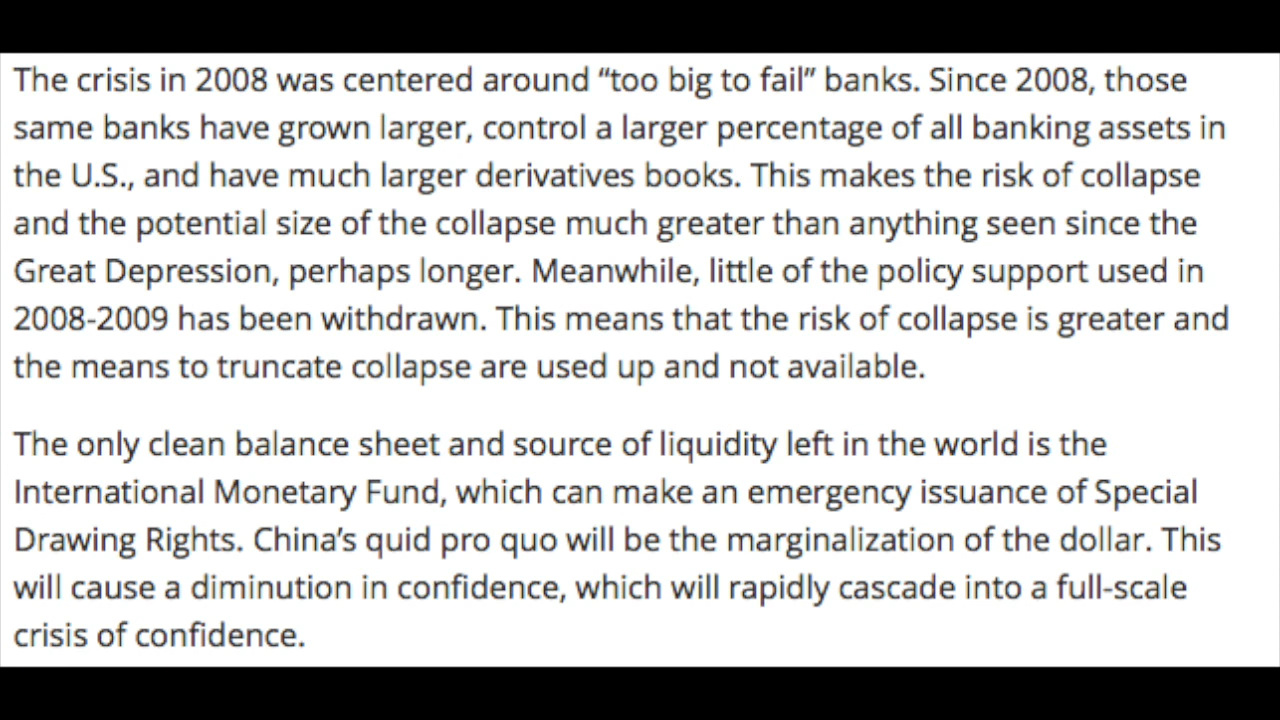 The crisis in 2008 was centered around “too big to fail” banks. Since 2008, those
same banks have grown larger, control a larger percentage of all banking assets in
the U.S., and have much larger derivatives books. This makes the risk of collapse
and the potential size of the collapse much greater than anything seen since the
Great Depression, perhaps longer. Meanwhile, little of the policy support used in
2008-2009 has been withdrawn. This means that the risk of collapse is greater and
the means to truncate collapse are used up and not available.
The only clean balance sheet and source of liquidity left in the world is the
International Monetary Fund, which can make an emergency issuance of Special
Drawing Rights. China’s quid pro quo will be the marginalization of the dollar. This
will cause a diminution in confidence, which will rapidly cascade into a full-scale
crisis of confidence.